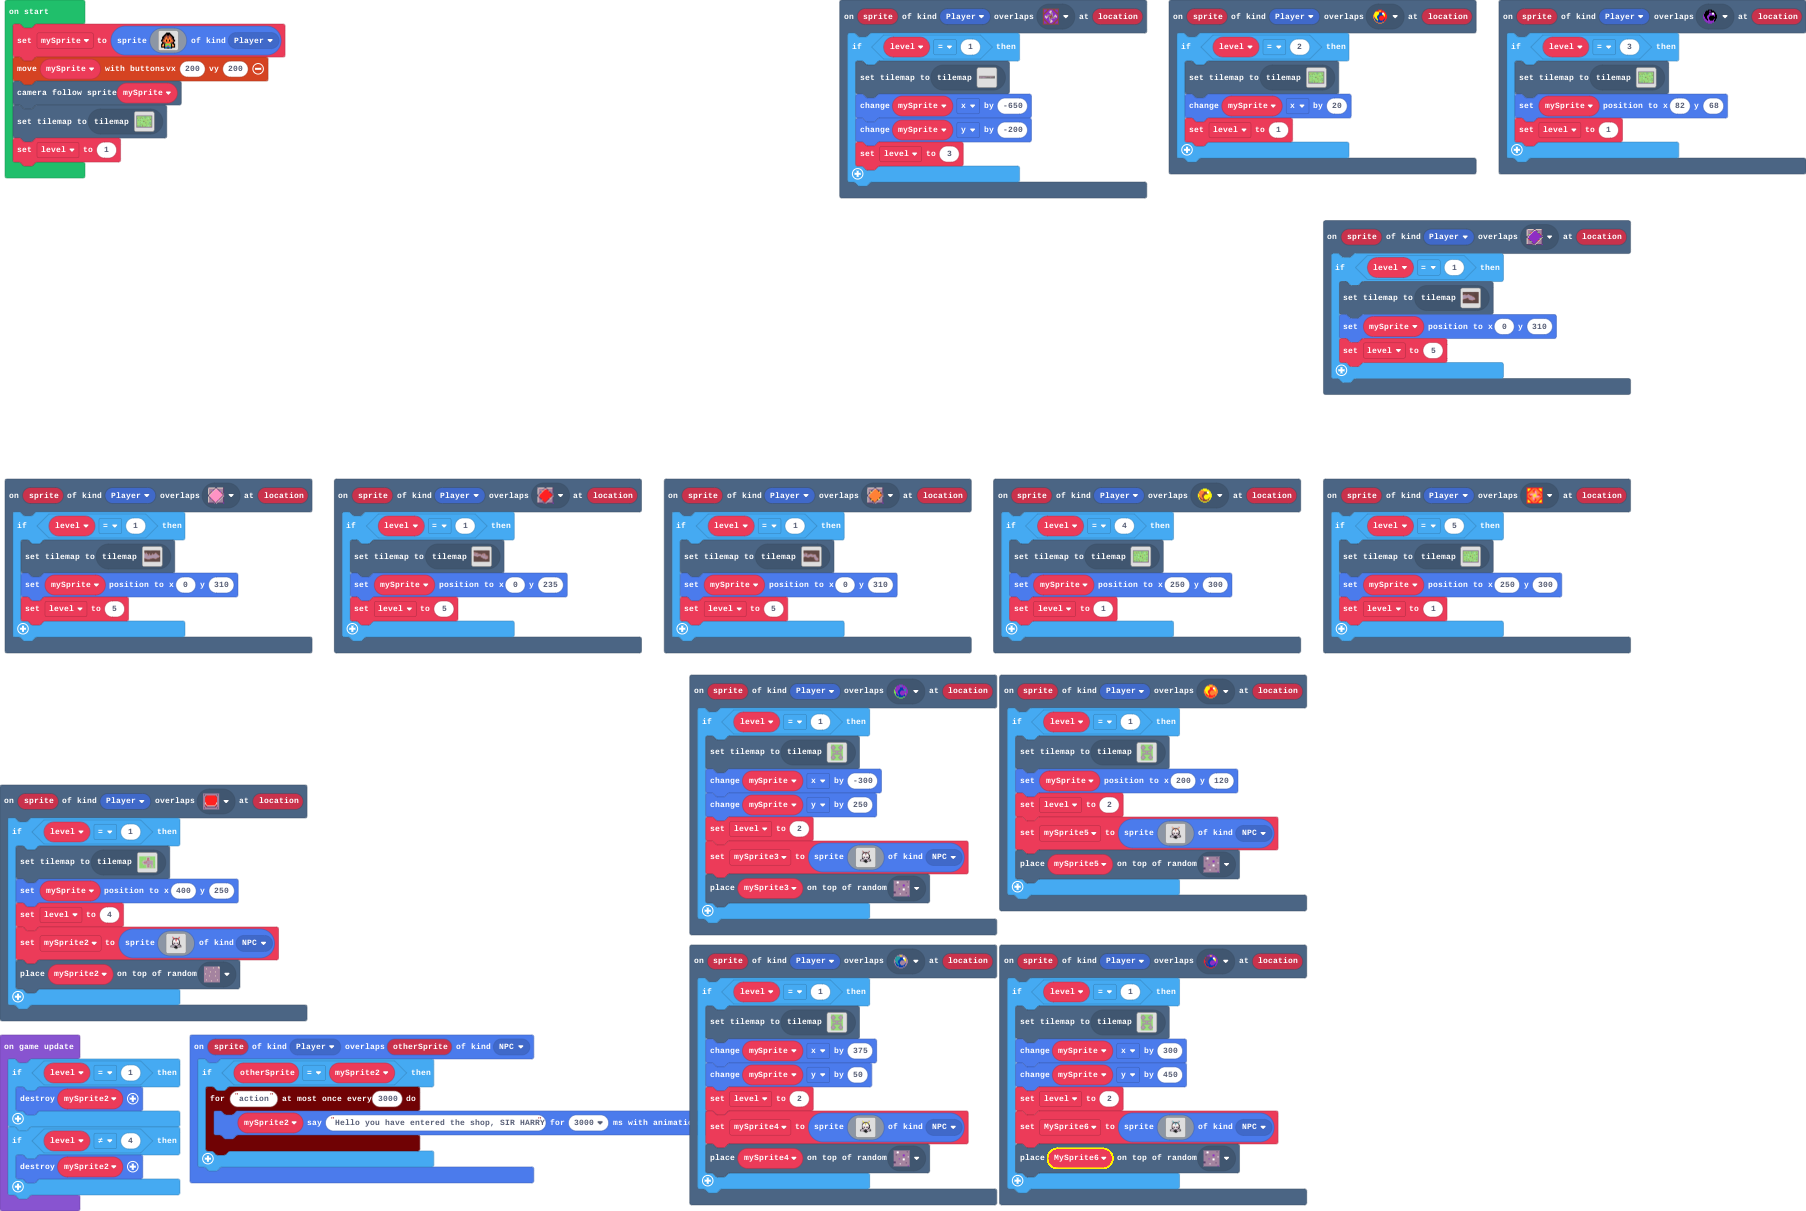 on start
set mySprite to sprite of kind Player
move mySprite with buttons vx 200 vy 200
camera follow sprite mySprite
set tilemap to tilemap
set level to 1
on sprite of kind Player overlaps at location
if level = 1 then
set tilemap to tilemap
change mySprite x by -650
change mySprite y by -200
set level to 3
on sprite of kind Player overlaps at location
if level = 2 then
set tilemap to tilemap
change mySprite x by 20
set level to 1
on sprite of kind Player overlaps at location
if level = 3 then
set tilemap to tilemap
set mySprite position to x 82 y 68
set level to 1
on sprite of kind Player overlaps at location
if level = 1 then
set tilemap to tilemap
set mySprite position to x 0 y 310
set level to 5
on sprite of kind Player overlaps at location
if level = 1 then
set tilemap to tilemap
set mySprite position to x 0 y 310
set level to 5
on sprite of kind Player overlaps at location
if level = 1 then
set tilemap to tilemap
set mySprite position to x 0 y 235
set level to 5
on sprite of kind Player overlaps at location
if level = 1 then
set tilemap to tilemap
set mySprite position to x 0 y 310
set level to 5
on sprite of kind Player overlaps at location
if level = 4 then
set tilemap to tilemap
set mySprite position to x 250 y 300
set level to 1
on sprite of kind Player overlaps at location
if level = 5 then
set tilemap to tilemap
set mySprite position to x 250 y 300
set level to 1
on sprite of kind Player overlaps at location
if level = 1 then
set tilemap to tilemap
change mySprite x by -300
change mySprite y by 250
set level to 2
set mySprite3 to sprite of kind NPC
place mySprite3 on top of random
on sprite of kind Player overlaps at location
if level = 1 then
set tilemap to tilemap
set mySprite position to x 200 y 120
set level to 2
set mySprite5 to sprite of kind NPC
place mySprite5 on top of random
on sprite of kind Player overlaps at location
if level = 1 then
set tilemap to tilemap
set mySprite position to x 400 y 250
set level to 4
set mySprite2 to sprite of kind NPC
place mySprite2 on top of random
on sprite of kind Player overlaps at location
if level = 1 then
set tilemap to tilemap
change mySprite x by 375
change mySprite y by 50
set level to 2
set mySprite4 to sprite of kind NPC
place mySprite4 on top of random
on sprite of kind Player overlaps at location
if level = 1 then
set tilemap to tilemap
change mySprite x by 300
change mySprite y by 450
set level to 2
set MySprite6 to sprite of kind NPC
place MySprite6 on top of random
on game update
if level = 1 then
destroy mySprite2
if level ≠ 4 then
destroy mySprite2
on sprite of kind Player overlaps otherSprite of kind NPC
if otherSprite = mySprite2 then
for "action" at most once every 3000 do
mySprite2 say "Hello you have entered the shop, SIR HARRY" for 3000 ms with animati